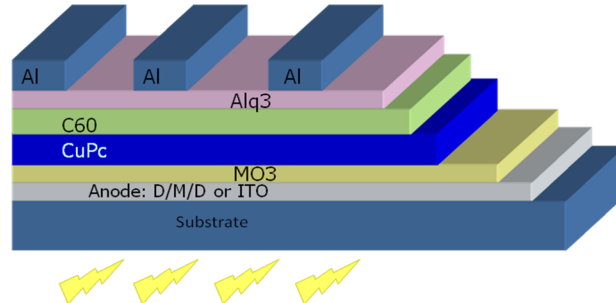 Al Al Al
Alq3
C60
CuPc
MO3
Anode: D/M/D or ITO
Substrate